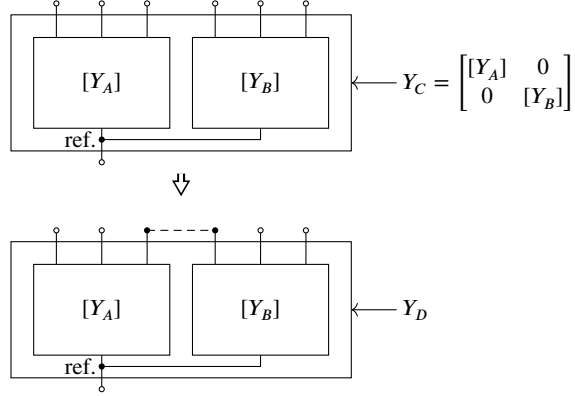 [Y_A]
[Y_B]
Y_C = [[Y_A] 0
0 [Y_B]]
ref.
[Y_A]
[Y_B]
Y_D
ref.